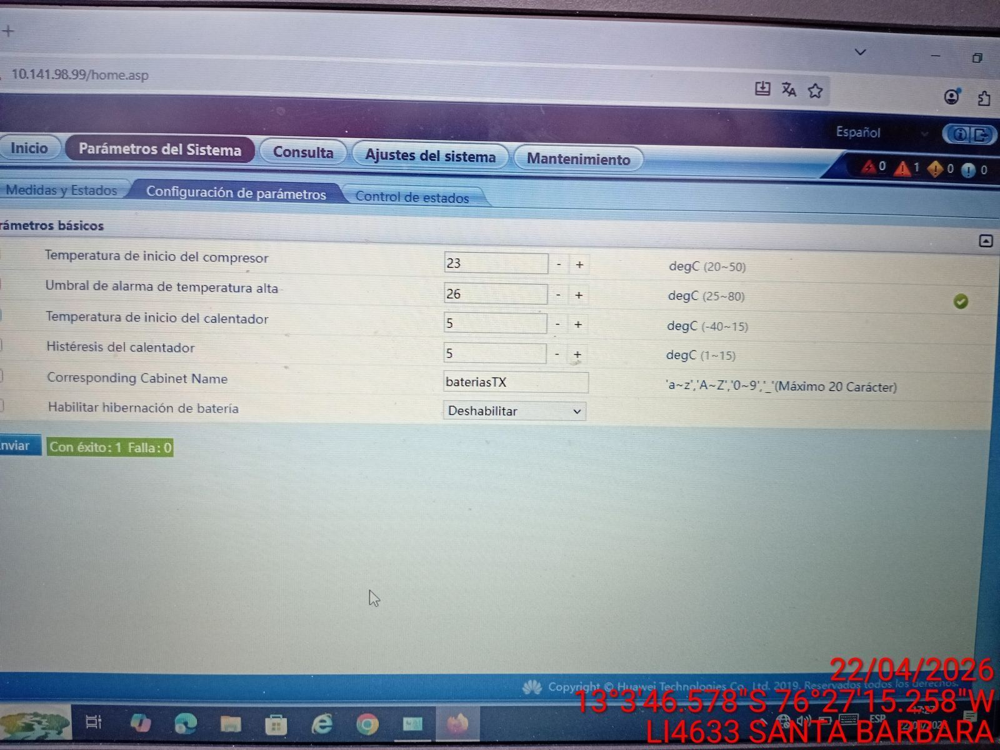 10.141.98.99/home.asp
Español
Inicio
Parámetros del Sistema
Consulta
Ajustes del sistema
Mantenimiento
0 1 0 0
Medidas y Estados
Configuración de parámetros
Control de estados
rámetros básicos
Temperatura de inicio del compresor 23 - + degC (20~50)
Umbral de alarma de temperatura alta 26 - + degC (25~80)
Temperatura de inicio del calentador 5 - + degC (-40~15)
Histéresis del calentador 5 - + degC (1~15)
Corresponding Cabinet Name bateriasTX 'a~z','A~Z','0~9','_'(Máximo 20 Carácter)
Habilitar hibernación de batería Deshabilitar
nviar Con éxito: 1 Falla: 0
Copyright © Huawei Technologies Co., Ltd. 2019. Reservados todos los derechos.
ESP
22/04/2026
13°3'46.578"S 76°27'15.258"W
LI4633 SANTA BARBARA